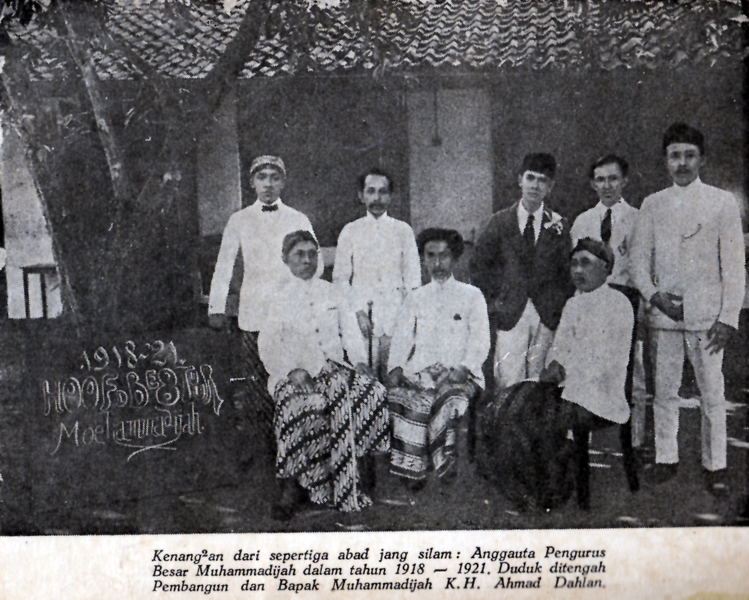 1918-21.
HOOFDBESTUUR
Moehammadijah
Kenang²an dari sepertiga abad jang silam : Anggauta Pengurus
Besar Muhammadijah dalam tahun 1918 — 1921. Duduk ditengah
Pembangun dan Bapak Muhammadijah K.H. Ahmad Dahlan.